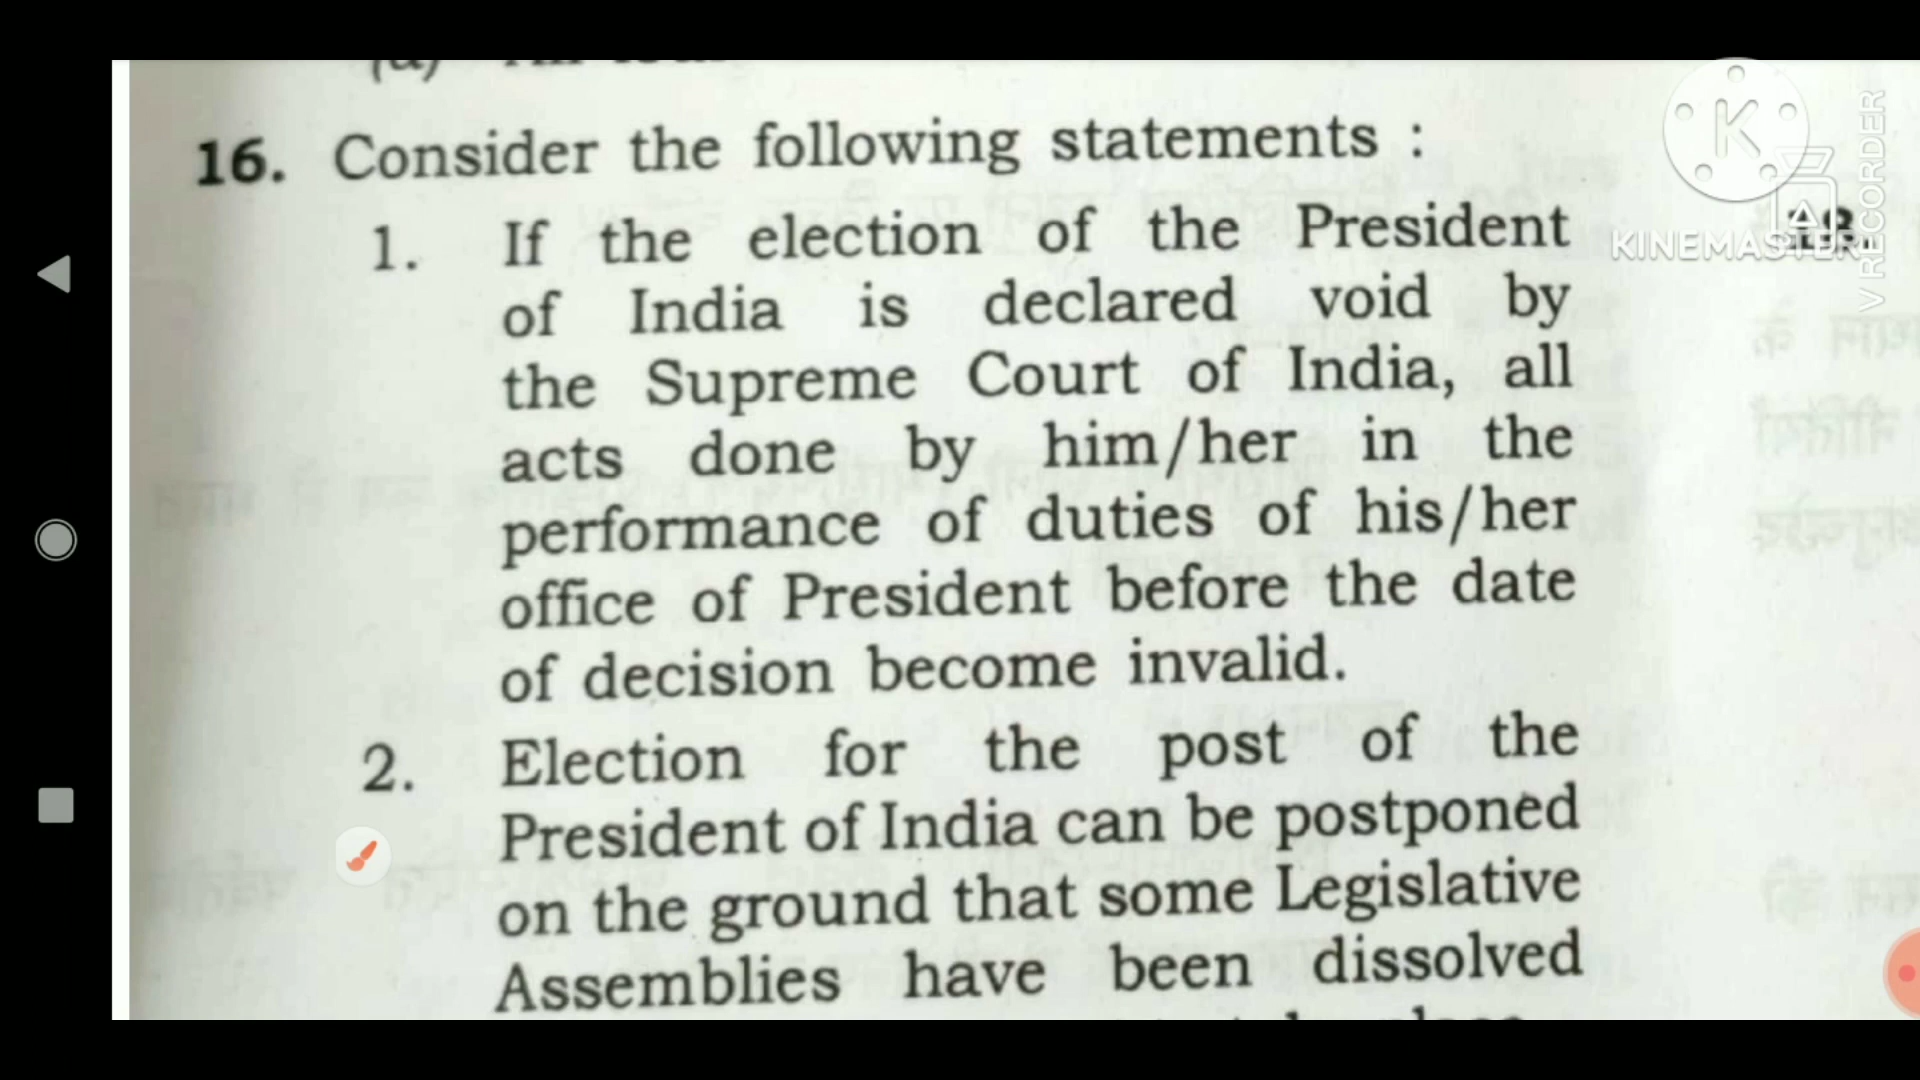 16. Consider the following statements :
1. If the election of the President
of India is declared void by
the Supreme Court of India, all
acts done by him/her in the
performance of duties of his/her
office of President before the date
of decision become invalid.
2. Election for the post of the
President of India can be postponed
on the ground that some Legislative
Assemblies have been dissolved
18.
K
KINEMASTER
V RECORDER